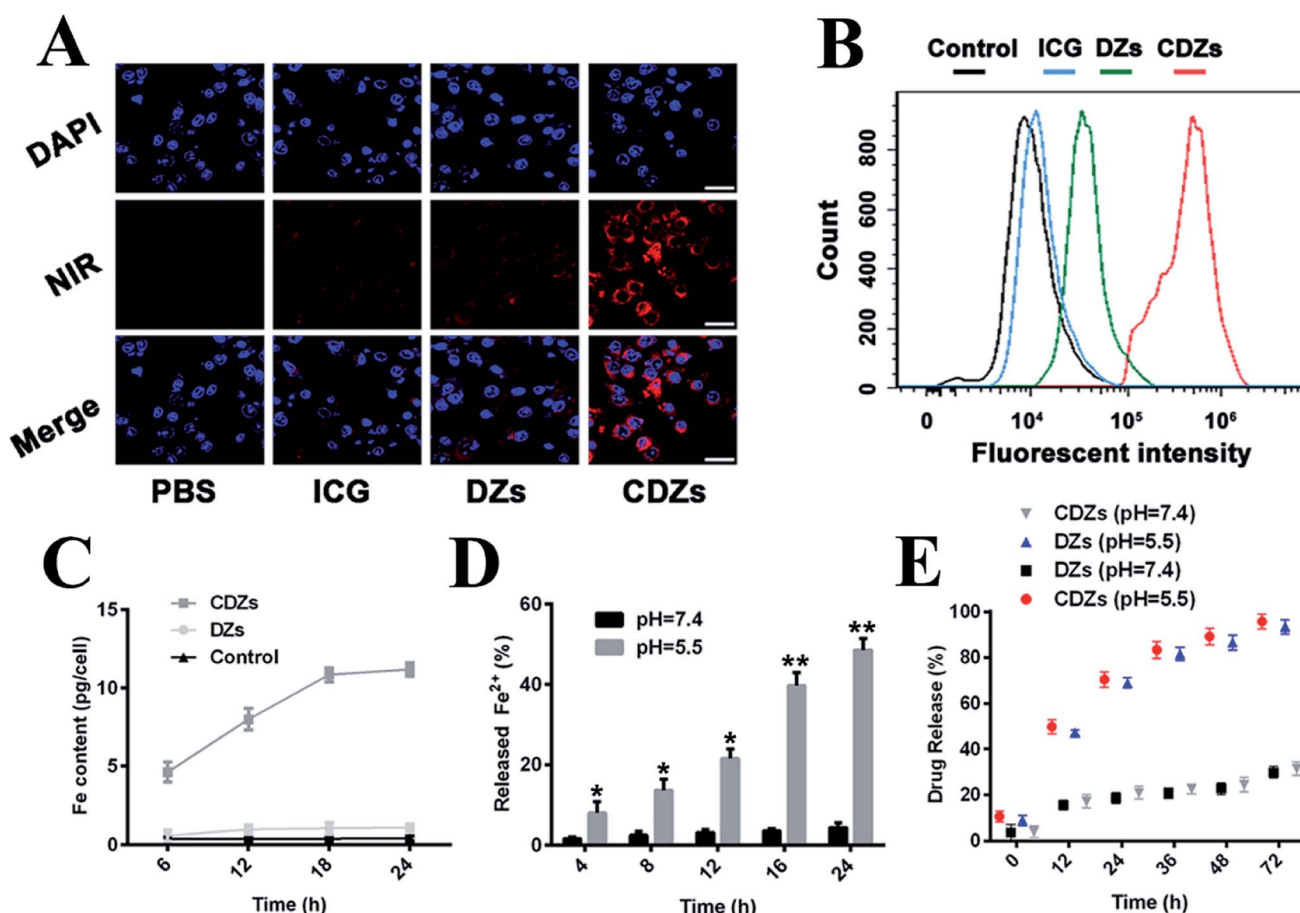 A
DAPI
NIR
Merge
PBS ICG DZs CDZs
B
Control ICG DZs CDZs
Count
800
600
400
200
0
0 10⁴ 10⁵ 10⁶
Fluorescent intensity
C
CDZs
DZs
Control
Fe content (pg/cell)
15
10
5
0
6 12 18 24
Time (h)
D
pH=7.4
pH=5.5
Released Fe²⁺ (%)
60
40
20
0
* * * ** **
4 8 12 16 24
Time (h)
E
CDZs (pH=7.4)
DZs (pH=5.5)
DZs (pH=7.4)
CDZs (pH=5.5)
Drug Release (%)
100
80
60
40
20
0
0 12 24 36 48 72
Time (h)